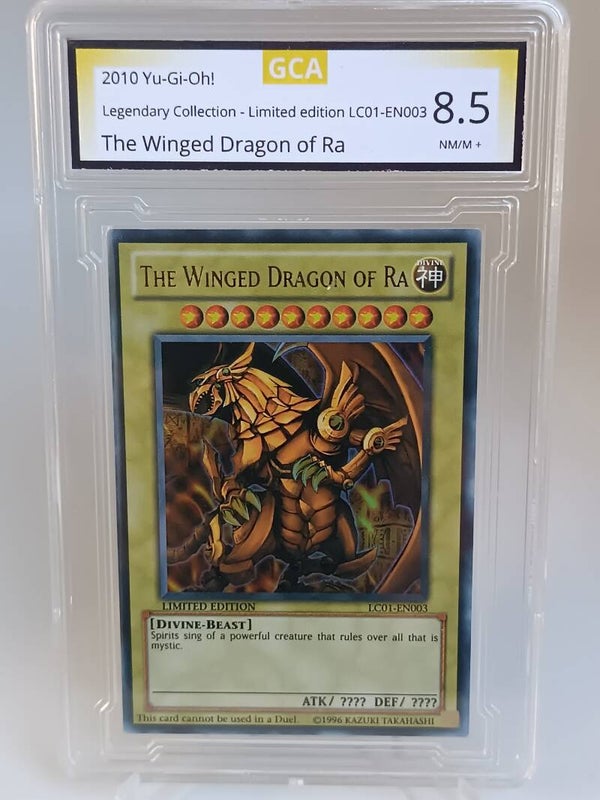 GCA
2010 Yu-Gi-Oh!
Legendary Collection - Limited edition LC01-EN003
8.5
The Winged Dragon of Ra
NM/M +
THE WINGED DRAGON OF RA
DIVINE
神
LIMITED EDITION
LC01-EN003
[DIVINE-BEAST]
Spirits sing of a powerful creature that rules over all that is
mystic.
ATK/ ???? DEF/ ????
This card cannot be used in a Duel. ©1996 KAZUKI TAKAHASHI